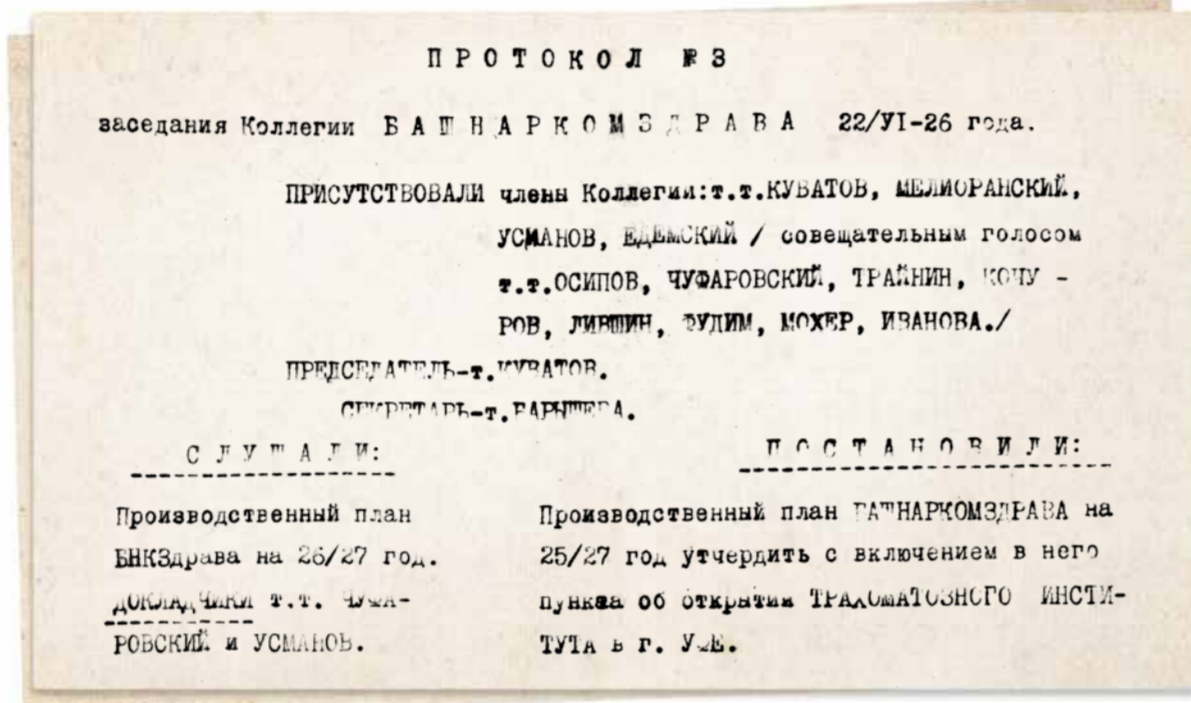 ПРОТОКОЛ №3
заседания Коллегии БАШНАРКОМЗДРАВА 22/УІ-26 года.
ПРИСУТСТВОВАЛИ члены Коллегии:т.т.КУВАТОВ, МЕЛИОРАНСКИЙ,
УСМАНОВ, ЕДЕМСКИЙ / совещательным голосом
т.т.ОСИПОВ, ЧУФАРОВСКИЙ, ТРАЙНИН, КОЧУ -
РОВ, ЛИВШИН, ФУДИМ, МОХЕР, ИВАНОВА./
ПРЕДСЕДАТЕЛЬ-т.КУВАТОВ.
СЕКРЕТАРЬ-т.БАРЫШЕВА.
СЛУШАЛИ:
ПОСТАНОВИЛИ:
Производственный план
БНКЗдрава на 26/27 год.
ДОКЛАДЧИКИ т.т. ЧУФА-
РОВСКИЙ и УСМАНОВ.
Производственный план БАШНАРКОМЗДРАВА на
25/27 год утчердить с включением в него
пункта об открытии ТРАХОМАТОЗНОГО ИНСТИ-
ТУТА в г. УФЕ.